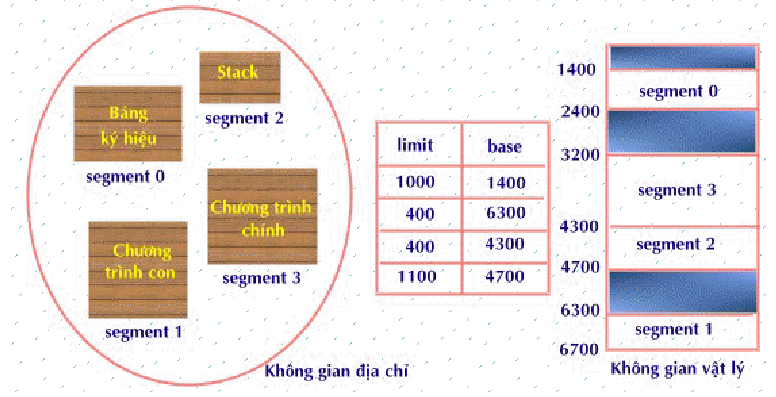 Stack
segment 2
Bảng
ký hiệu
segment 0
Chương trình
chính
segment 3
Chương
trình con
segment 1
Không gian địa chỉ
limit base
1000 1400
400 6300
400 4300
1100 4700
1400
segment 0
2400
3200
segment 3
4300
segment 2
4700
6300
segment 1
6700
Không gian vật lý